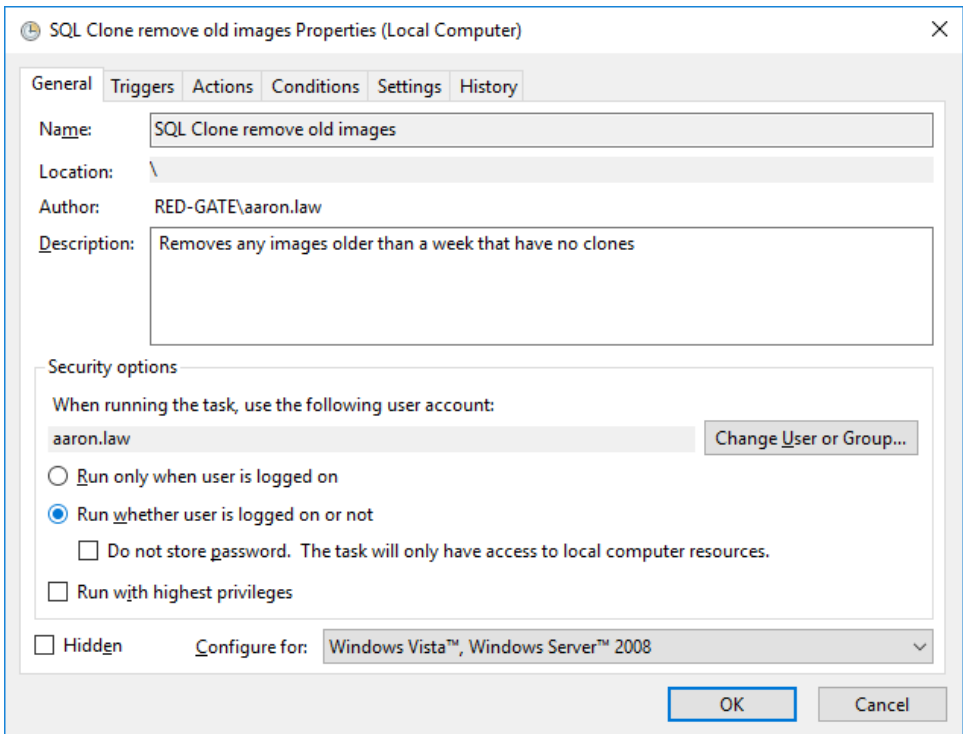 SQL Clone remove old images Properties (Local Computer)
General Triggers Actions Conditions Settings History
Name: SQL Clone remove old images
Location: \
Author: RED-GATE\aaron.law
Description: Removes any images older than a week that have no clones
Security options
When running the task, use the following user account:
aaron.law Change User or Group...
Run only when user is logged on
Run whether user is logged on or not
Do not store password. The task will only have access to local computer resources.
Run with highest privileges
Hidden Configure for: Windows Vista™, Windows Server™ 2008
OK Cancel